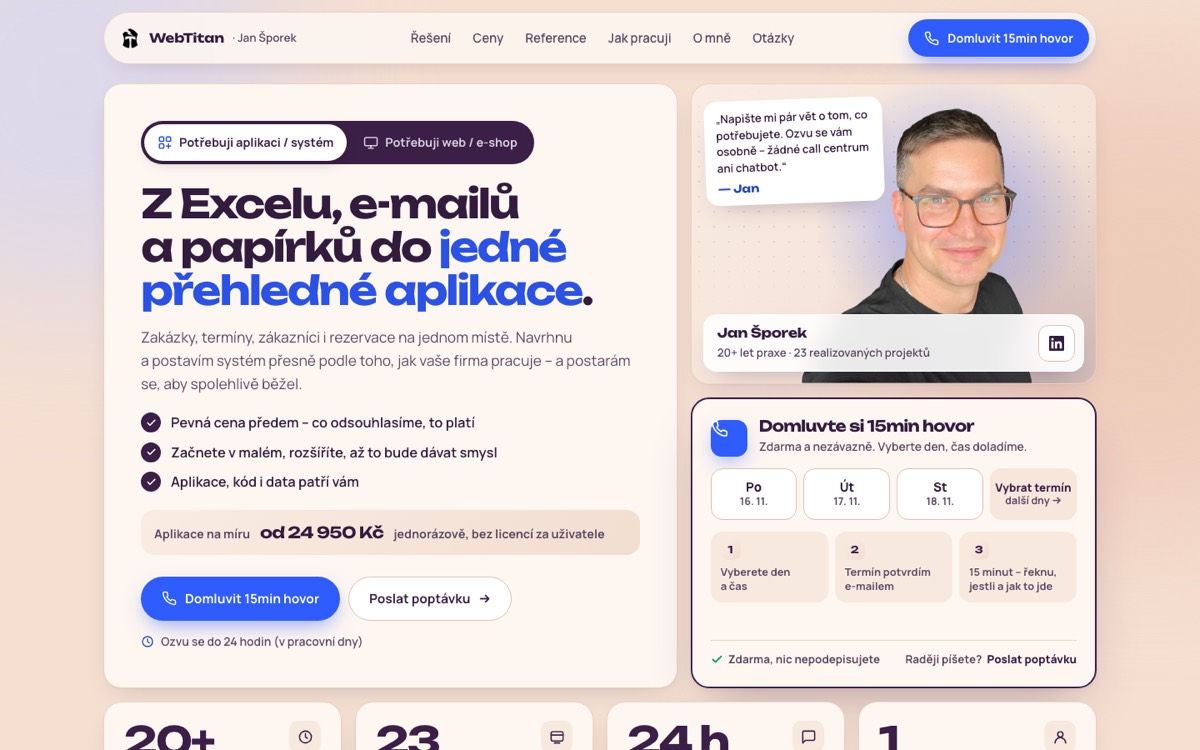 WebTitan · Jan Šporek
Řešení
Ceny
Reference
Jak pracuji
O mně
Otázky
Domluvit 15min hovor
Potřebuji aplikaci / systém
Potřebuji web / e-shop
Z Excelu, e-mailů
a papírků do jedné
přehledné aplikace.
Zakázky, termíny, zákazníci i rezervace na jednom místě. Navrhnu
a postavím systém přesně podle toho, jak vaše firma pracuje – a postarám
se, aby spolehlivě běžel.
Pevná cena předem – co odsouhlasíme, to platí
Začnete v malém, rozšíříte, až to bude dávat smysl
Aplikace, kód i data patří vám
Aplikace na míru od 24 950 Kč jednorázově, bez licencí za uživatele
Domluvit 15min hovor
Poslat poptávku →
Ozvu se do 24 hodin (v pracovní dny)
„Napište mi pár vět o tom, co
potřebujete. Ozvu se vám
osobně – žádné call centrum
ani chatbot.“
— Jan
Jan Šporek
20+ let praxe · 23 realizovaných projektů
in
Domluvte si 15min hovor
Zdarma a nezávazně. Vyberte den, čas doladíme.
Po
16. 11.
Út
17. 11.
St
18. 11.
Vybrat termín
další dny →
1
Vyberete den
a čas
2
Termín potvrdím
e-mailem
3
15 minut – řeknu,
jestli a jak to jde
Zdarma, nic nepodepisujete
Raději píšete? Poslat poptávku
20+
23
24 h
1